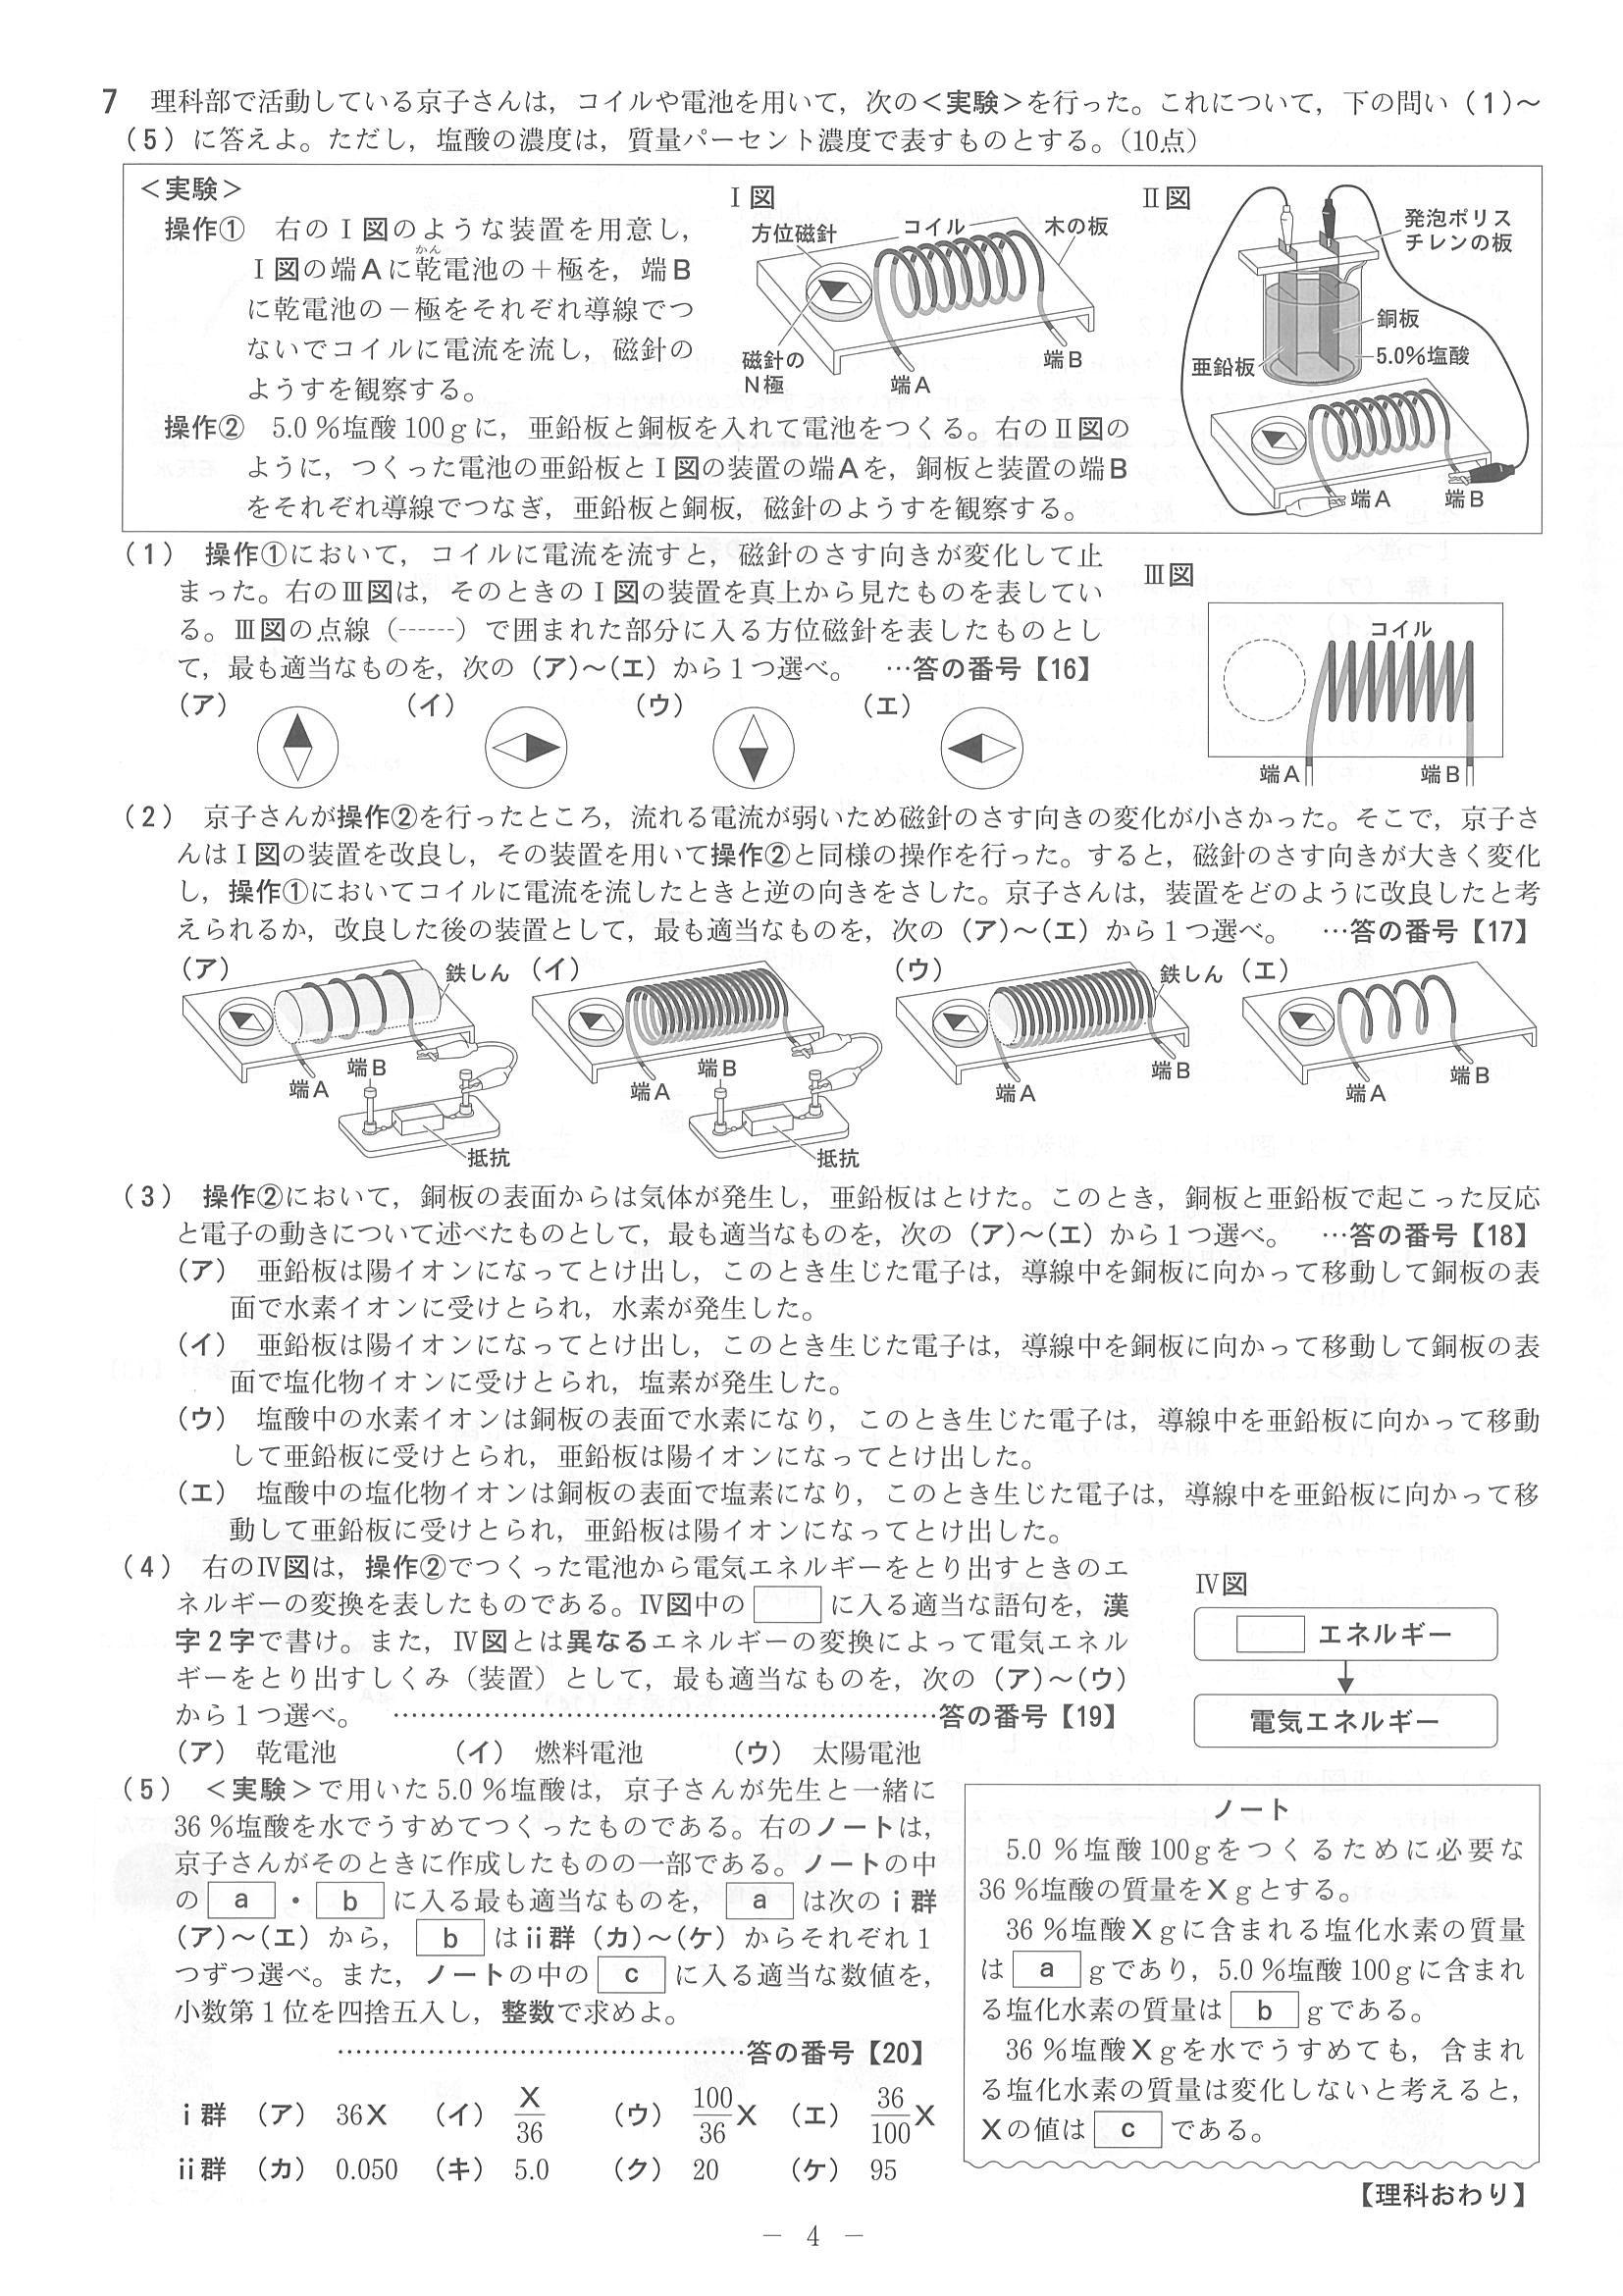 7 理科部で活動している京子さんは，コイルや電池を用いて，次の＜実験＞を行った。これについて，下の問い（1）～
（5）に答えよ。ただし，塩酸の濃度は，質量パーセント濃度で表すものとする。（10点）
＜実験＞
操作① 右のⅠ図のような装置を用意し，
Ⅰ図の端Aに乾電池の＋極を，端B
かん
に乾電池の－極をそれぞれ導線でつ
ないでコイルに電流を流し，磁針の
ようすを観察する。
操作② 5.0 %塩酸 100 g に，亜鉛板と銅板を入れて電池をつくる。右のⅡ図の
ように，つくった電池の亜鉛板とⅠ図の装置の端Aを，銅板と装置の端B
をそれぞれ導線でつなぎ，亜鉛板と銅板，磁針のようすを観察する。
Ⅰ図
方位磁針
コイル
木の板
磁針の
N極
端A
端B
Ⅱ図
発泡ポリス
チレンの板
銅板
亜鉛板
5.0%塩酸
端A
端B
（1） 操作①において，コイルに電流を流すと，磁針のさす向きが変化して止
まった。右のⅢ図は，そのときのⅠ図の装置を真上から見たものを表してい
る。Ⅲ図の点線（------）で囲まれた部分に入る方位磁針を表したものとし
て，最も適当なものを，次の（ア）～（エ）から1つ選べ。 …答の番号【16】
（ア） （イ） （ウ） （エ）
Ⅲ図
コイル
端A
端B
（2） 京子さんが操作②を行ったところ，流れる電流が弱いため磁針のさす向きの変化が小さかった。そこで，京子さ
んはⅠ図の装置を改良し，その装置を用いて操作②と同様の操作を行った。すると，磁針のさす向きが大きく変化
し，操作①においてコイルに電流を流したときと逆の向きをさした。京子さんは，装置をどのように改良したと考
えられるか，改良した後の装置として，最も適当なものを，次の（ア）～（エ）から1つ選べ。 …答の番号【17】
（ア） 鉄しん （イ） （ウ） 鉄しん （エ）
端A 端B 端A 端B 端A 端B 端A 端B
抵抗 抵抗
（3） 操作②において，銅板の表面からは気体が発生し，亜鉛板はとけた。このとき，銅板と亜鉛板で起こった反応
と電子の動きについて述べたものとして，最も適当なものを，次の（ア）～（エ）から1つ選べ。 …答の番号【18】
（ア） 亜鉛板は陽イオンになってとけ出し，このとき生じた電子は，導線中を銅板に向かって移動して銅板の表
面で水素イオンに受けとられ，水素が発生した。
（イ） 亜鉛板は陽イオンになってとけ出し，このとき生じた電子は，導線中を銅板に向かって移動して銅板の表
面で塩化物イオンに受けとられ，塩素が発生した。
（ウ） 塩酸中の水素イオンは銅板の表面で水素になり，このとき生じた電子は，導線中を亜鉛板に向かって移動
して亜鉛板に受けとられ，亜鉛板は陽イオンになってとけ出した。
（エ） 塩酸中の塩化物イオンは銅板の表面で塩素になり，このとき生じた電子は，導線中を亜鉛板に向かって移
動して亜鉛板に受けとられ，亜鉛板は陽イオンになってとけ出した。
（4） 右のⅣ図は，操作②でつくった電池から電気エネルギーをとり出すときのエ
ネルギーの変換を表したものである。Ⅳ図中の に入る適当な語句を，漢
字2字で書け。また，Ⅳ図とは異なるエネルギーの変換によって電気エネル
ギーをとり出すしくみ（装置）として，最も適当なものを，次の（ア）～（ウ）
から1つ選べ。 ……………………………………………………答の番号【19】
（ア） 乾電池 （イ） 燃料電池 （ウ） 太陽電池
Ⅳ図
エネルギー
電気エネルギー
（5） ＜実験＞で用いた 5.0 %塩酸は，京子さんが先生と一緒に
36 %塩酸を水でうすめてつくったものである。右のノートは，
京子さんがそのときに作成したものの一部である。ノートの中
の a ・ b に入る最も適当なものを， a は次のⅰ群
（ア）～（エ）から， b はⅱ群（カ）～（ケ）からそれぞれ1
つずつ選べ。また，ノートの中の c に入る適当な数値を，
小数第1位を四捨五入し，整数で求めよ。
………………………………………答の番号【20】
ⅰ群 （ア） 36X （イ） X/36 （ウ） 100/36 X （エ） 36/100 X
ⅱ群 （カ） 0.050 （キ） 5.0 （ク） 20 （ケ） 95
ノート
5.0 %塩酸 100 g をつくるために必要な
36 %塩酸の質量をX g とする。
36 %塩酸X g に含まれる塩化水素の質量
は a g であり，5.0 %塩酸 100 g に含まれ
る塩化水素の質量は b g である。
36 %塩酸X g を水でうすめても，含まれ
る塩化水素の質量は変化しないと考えると，
Xの値は c である。
【理科おわり】
－ 4 －